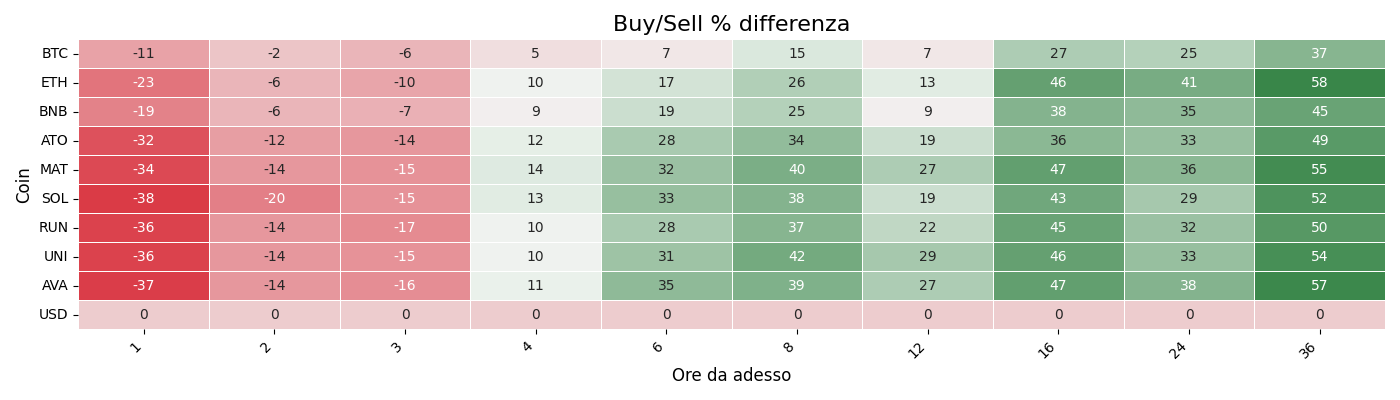 Buy/Sell % differenza
Coin
BTC -11 -2 -6 5 7 15 7 27 25 37
ETH -23 -6 -10 10 17 26 13 46 41 58
BNB -19 -6 -7 9 19 25 9 38 35 45
ATO -32 -12 -14 12 28 34 19 36 33 49
MAT -34 -14 -15 14 32 40 27 47 36 55
SOL -38 -20 -15 13 33 38 19 43 29 52
RUN -36 -14 -17 10 28 37 22 45 32 50
UNI -36 -14 -15 10 31 42 29 46 33 54
AVA -37 -14 -16 11 35 39 27 47 38 57
USD 0 0 0 0 0 0 0 0 0 0
1 2 3 4 6 8 12 16 24 36
Ore da adesso